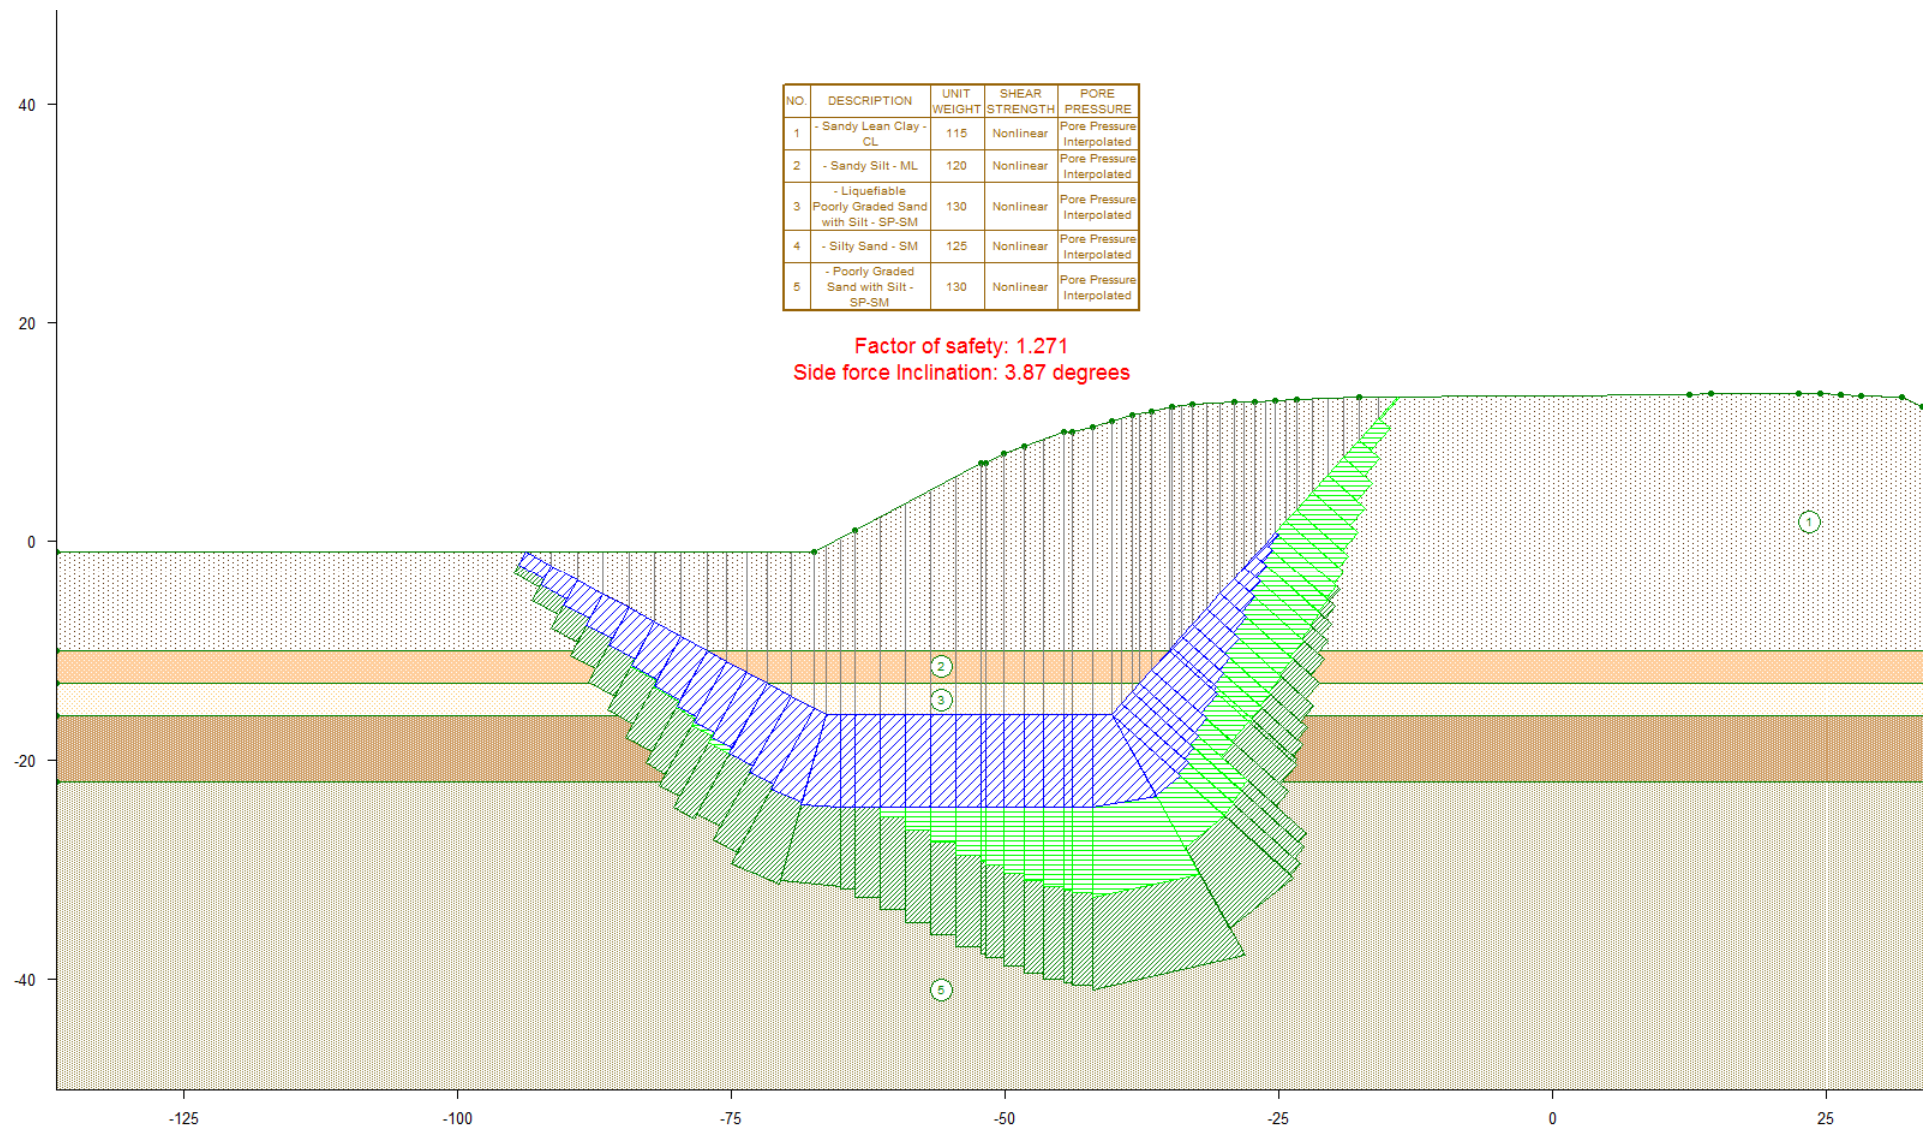 40
20
0
-20
-40
NO. DESCRIPTION UNIT WEIGHT SHEAR STRENGTH PORE PRESSURE
1 - Sandy Lean Clay - CL 115 Nonlinear Pore Pressure Interpolated
2 - Sandy Silt - ML 120 Nonlinear Pore Pressure Interpolated
3 - Liquefiable Poorly Graded Sand with Silt - SP-SM 130 Nonlinear Pore Pressure Interpolated
4 - Silty Sand - SM 125 Nonlinear Pore Pressure Interpolated
5 - Poorly Graded Sand with Silt - SP-SM 130 Nonlinear Pore Pressure Interpolated
Factor of safety: 1.271
Side force Inclination: 3.87 degrees
1
2
3
5
-125 -100 -75 -50 -25 0 25